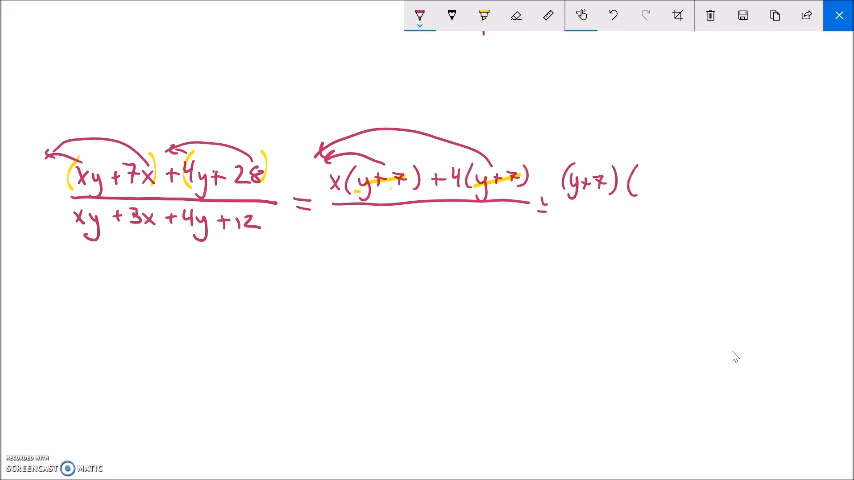 (xy + 7x) + (4y + 28)
xy + 3x + 4y + 12
=
x(y+7) + 4(y+7)
=
(y+7)(
RECORDED WITH
SCREENCAST MATIC